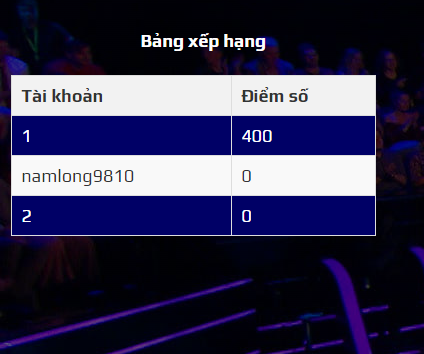 Bảng xếp hạng
Tài khoản Điểm số
1 400
namlong9810 0
2 0